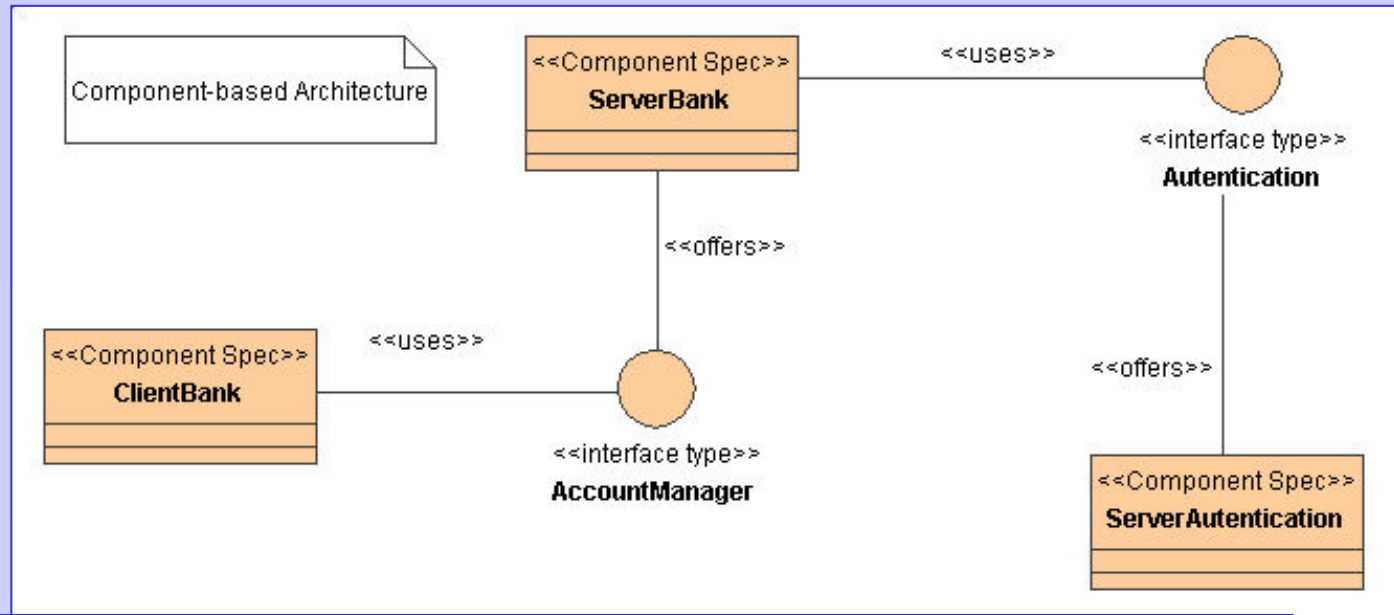 Component-based Architecture
<<Component Spec>>
ServerBank
<<uses>>
<<interface type>>
Autentication
<<offers>>
<<Component Spec>>
ClientBank
<<uses>>
<<interface type>>
AccountManager
<<offers>>
<<Component Spec>>
ServerAutentication